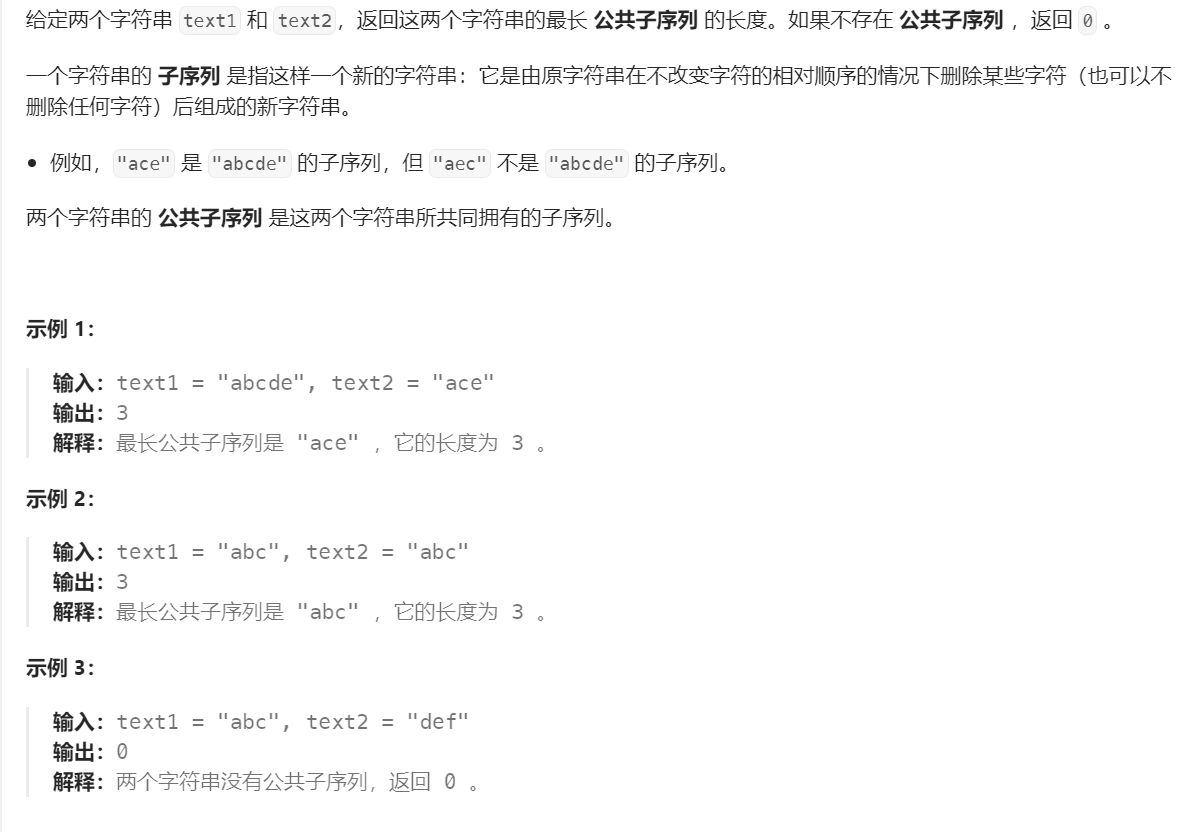 给定两个字符串 text1 和 text2，返回这两个字符串的最长 公共子序列 的长度。如果不存在 公共子序列 ，返回 0 。
一个字符串的 子序列 是指这样一个新的字符串：它是由原字符串在不改变字符的相对顺序的情况下删除某些字符（也可以不
删除任何字符）后组成的新字符串。
• 例如，"ace" 是 "abcde" 的子序列，但 "aec" 不是 "abcde" 的子序列。
两个字符串的 公共子序列 是这两个字符串所共同拥有的子序列。
示例 1：
输入：text1 = "abcde", text2 = "ace"
输出：3
解释：最长公共子序列是 "ace" ，它的长度为 3 。
示例 2：
输入：text1 = "abc", text2 = "abc"
输出：3
解释：最长公共子序列是 "abc" ，它的长度为 3 。
示例 3：
输入：text1 = "abc", text2 = "def"
输出：0
解释：两个字符串没有公共子序列，返回 0 。